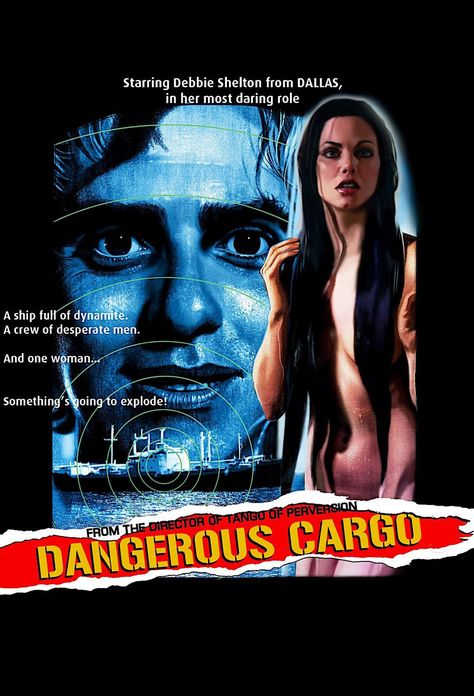 Starring Debbie Shelton from DALLAS,
in her most daring role
A ship full of dynamite.
A crew of desperate men.
And one woman...
Something's going to explode!
FROM THE DIRECTOR OF TANGO OF PERVERSION
DANGEROUS CARGO